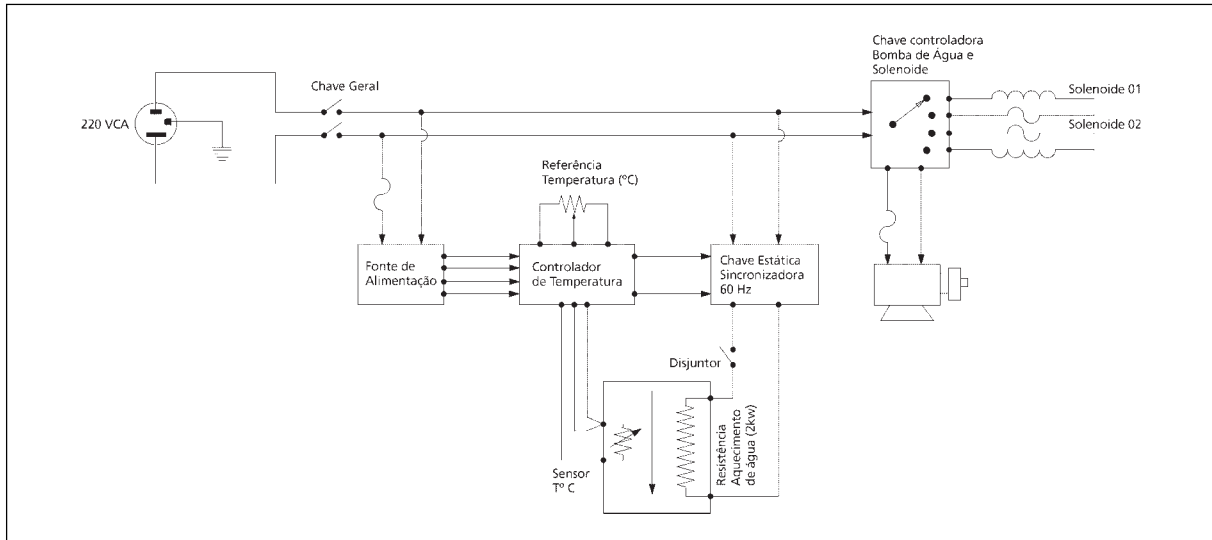 Chave controladora
Bomba de Água e
Solenoide
Solenoide 01
Solenoide 02
Chave Geral
220 VCA
Referência
Temperatura (ºC)
Fonte de
Alimentação
Controlador
de Temperatura
Chave Estática
Sincronizadora
60 Hz
Disjuntor
Resistência
Aquecimento
de água (2kw)
Sensor
Tº C